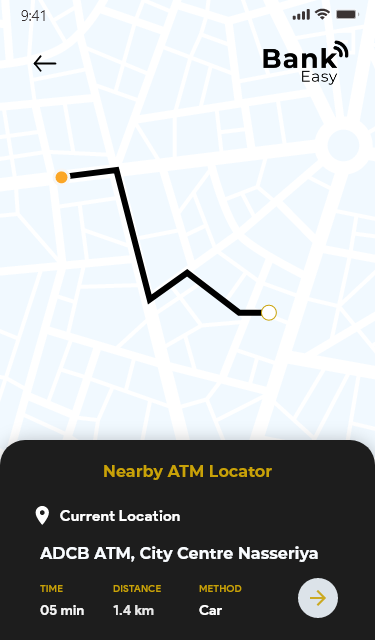 9:41
Bank
Easy
Nearby ATM Locator
Current Location
ADCB ATM, City Centre Nasseriya
TIME DISTANCE METHOD
05 min 1.4 km Car